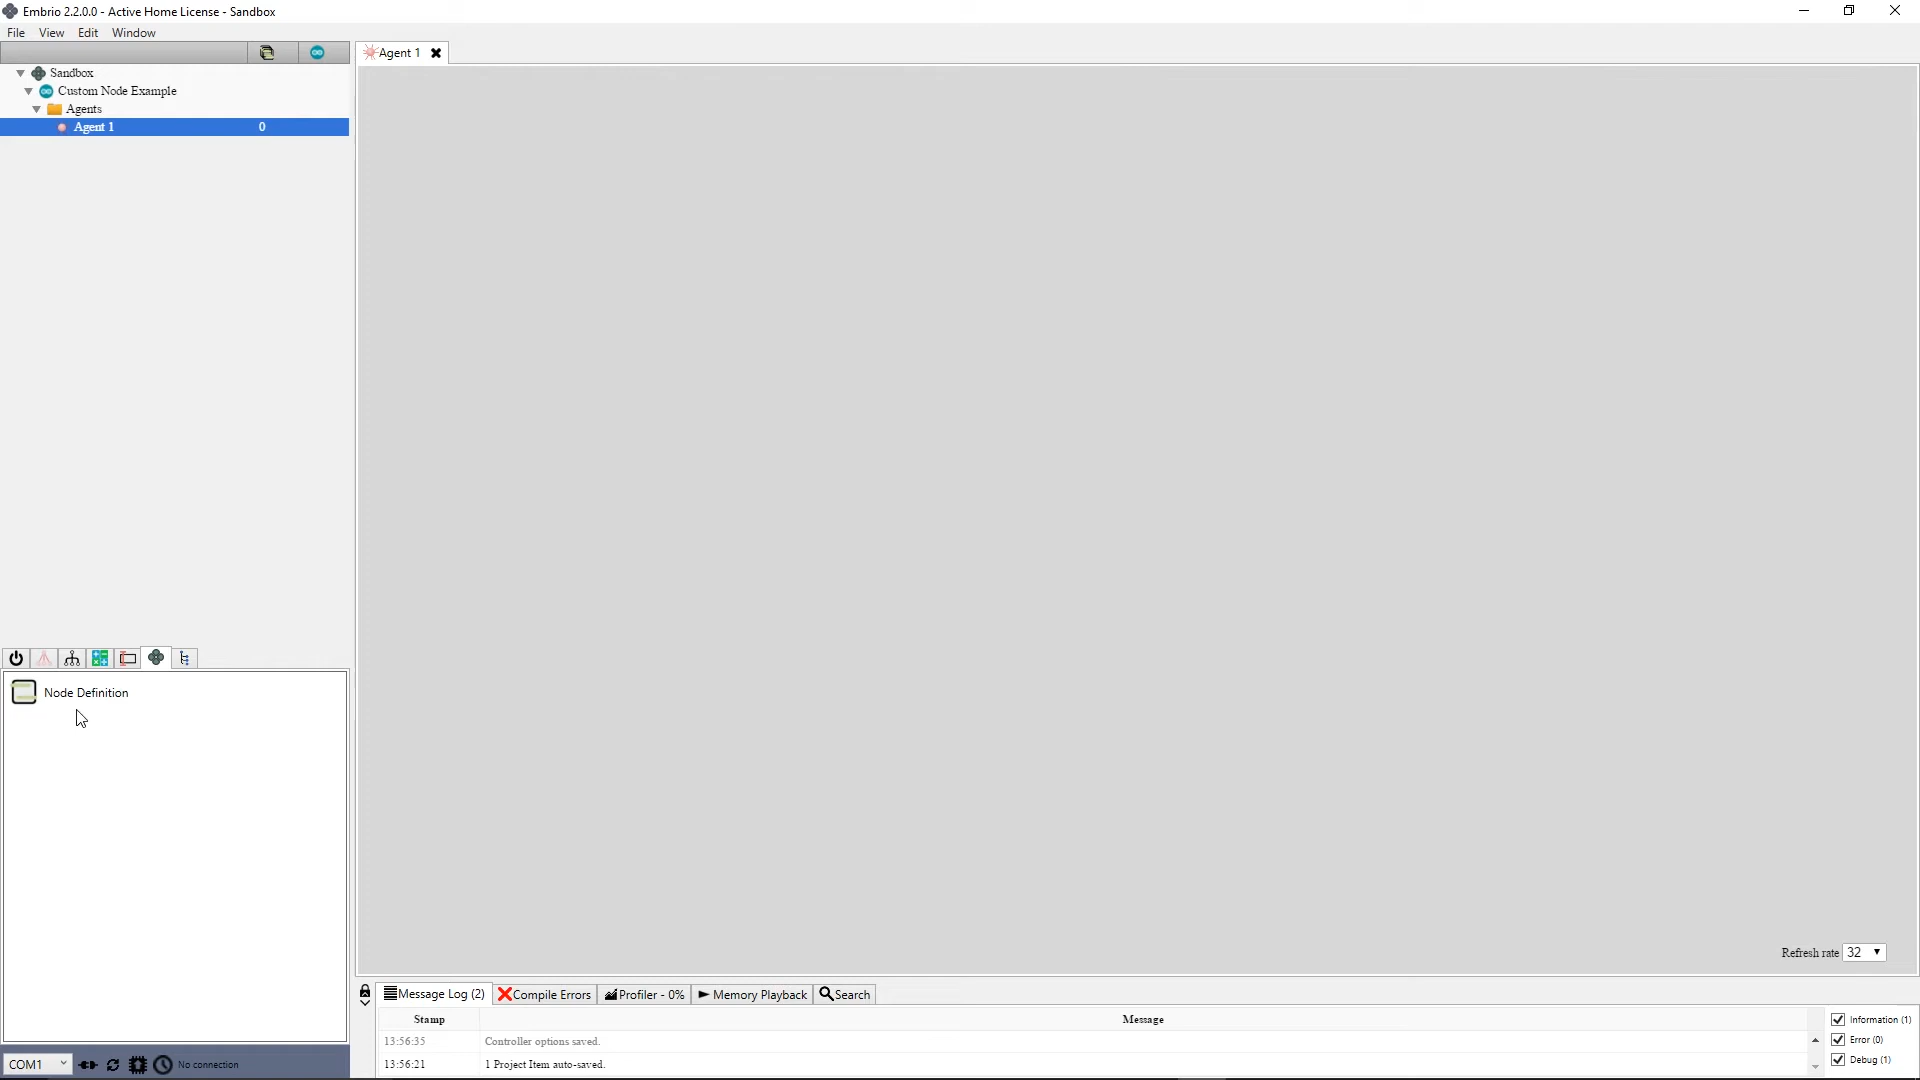 Embrio 2.2.0.0 - Active Home License - Sandbox
File View Edit Window
Agent 1
Sandbox
Custom Node Example
Agents
Agent 1 0
Node Definition
Refresh rate 32
Message Log (2) Compile Errors Profiler - 0% Memory Playback Search
Stamp Message
13:56:35 Controller options saved.
13:56:21 1 Project Item auto-saved.
Information (1)
Error (0)
Debug (1)
COM1 No connection